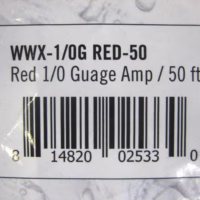 WWX-1/0G RED-50
Red 1/0 Guage Amp / 50 ft
8 14820 02533 0